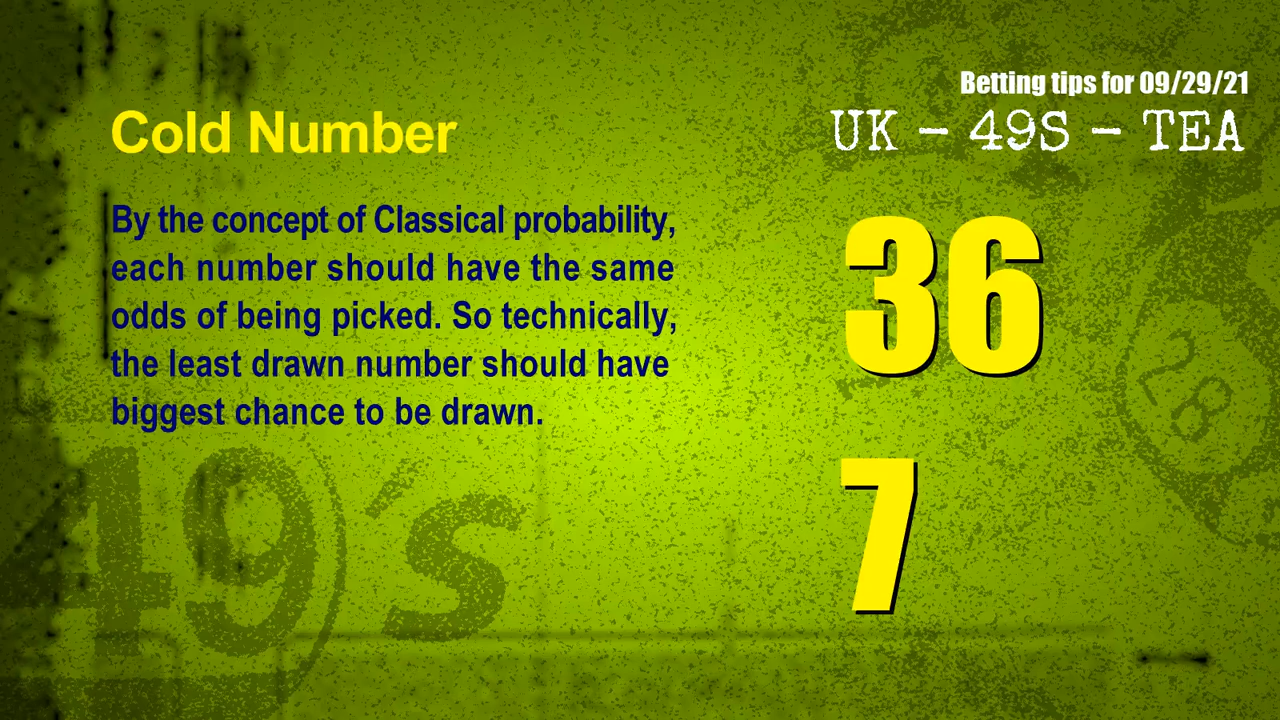 Betting tips for 09/29/21
UK - 49S - TEA
Cold Number
By the concept of Classical probability,
each number should have the same
odds of being picked. So technically,
the least drawn number should have
biggest chance to be drawn.
36
7
28
49's